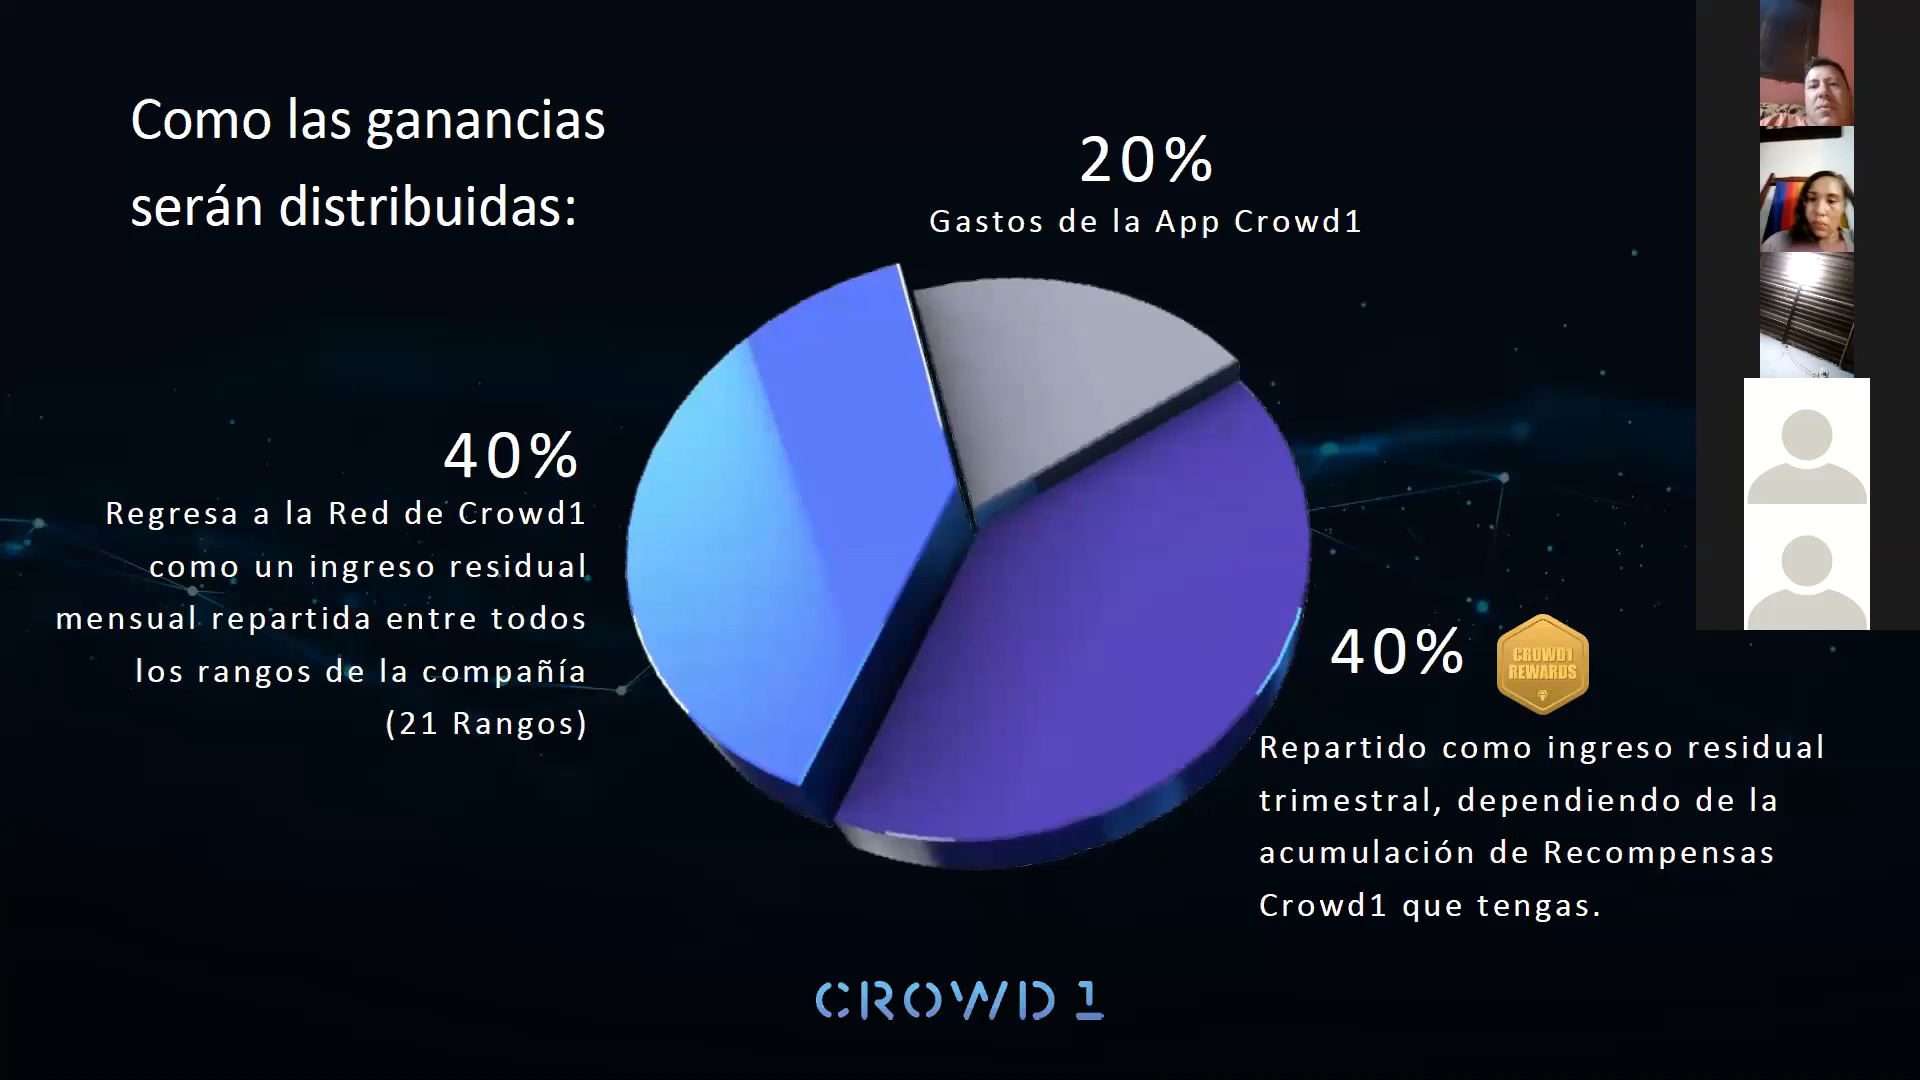 Como las ganancias
serán distribuidas:
20%
Gastos de la App Crowd1
40%
Regresa a la Red de Crowd1
como un ingreso residual
mensual repartida entre todos
los rangos de la compañía
(21 Rangos)
40%
CROWD1
REWARDS
Repartido como ingreso residual
trimestral, dependiendo de la
acumulación de Recompensas
Crowd1 que tengas.
CROWD1